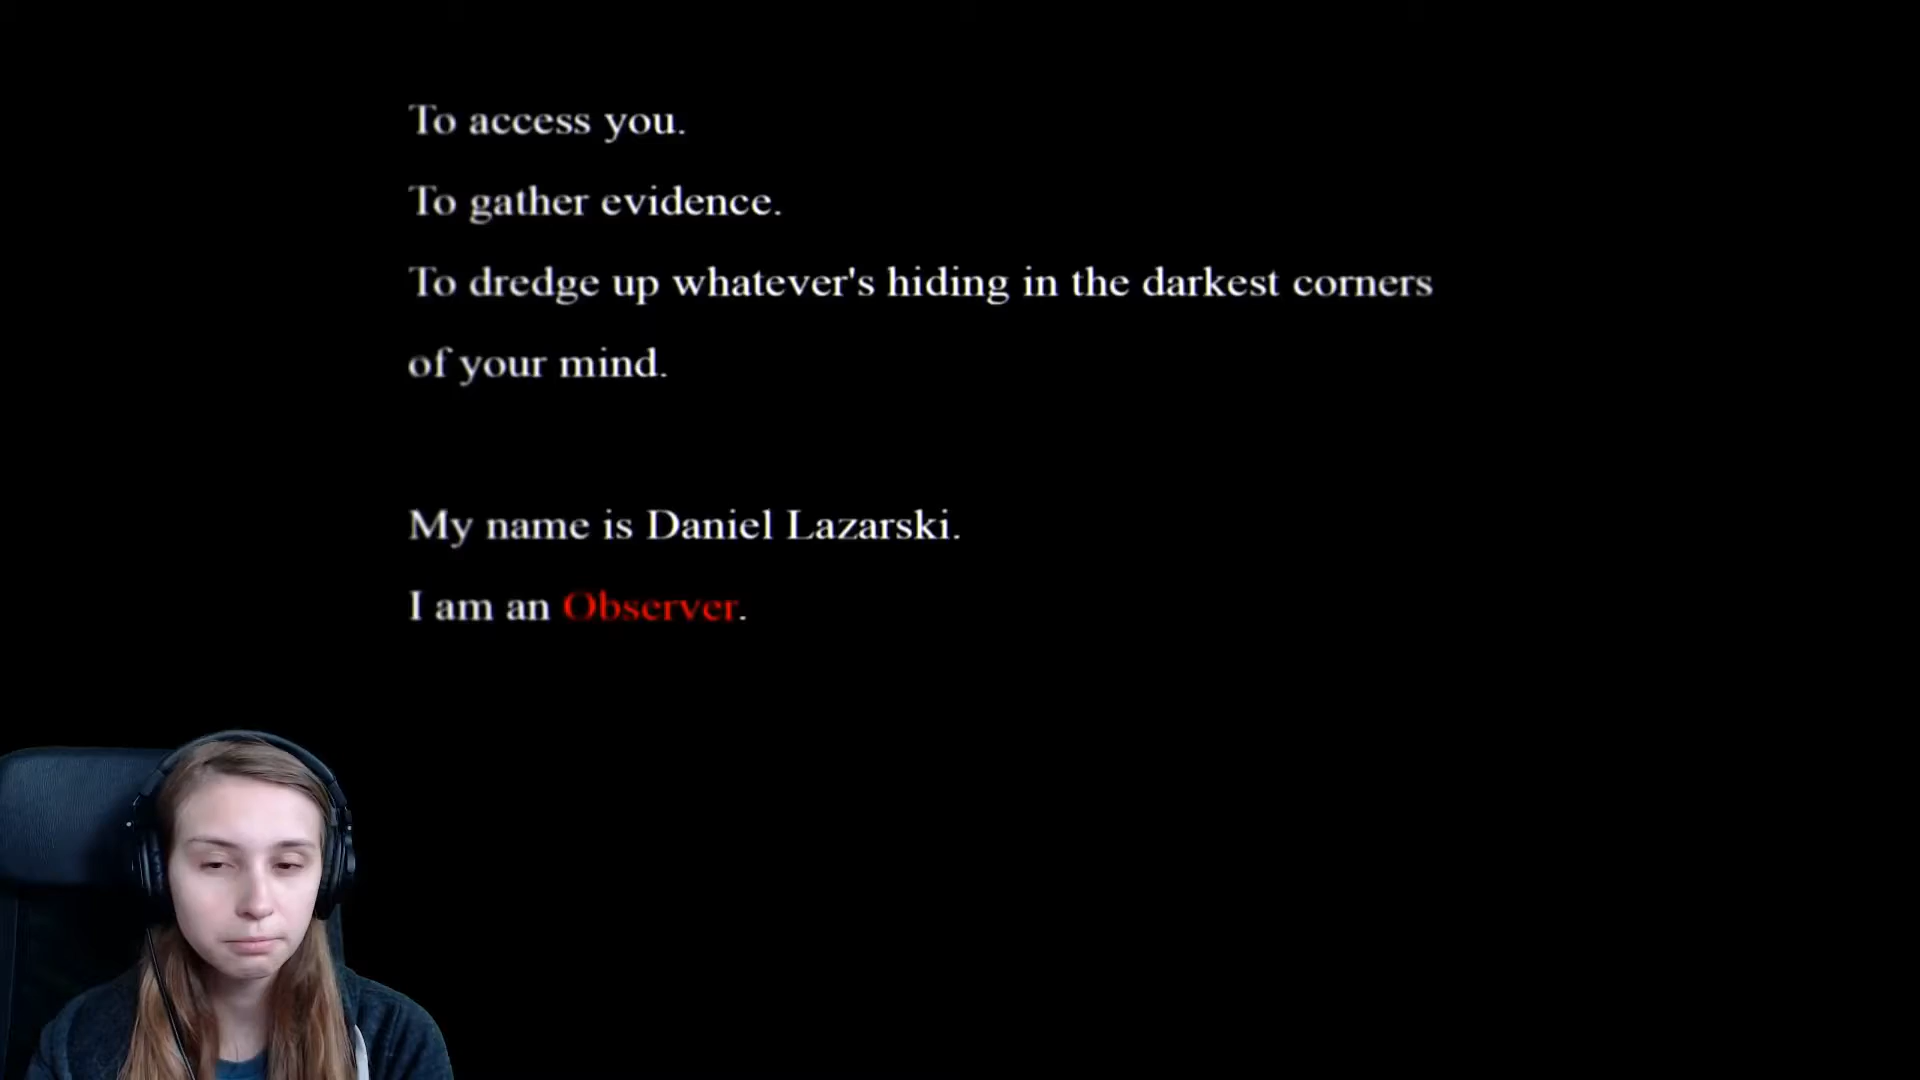 To access you.
To gather evidence.
To dredge up whatever's hiding in the darkest corners
of your mind.
My name is Daniel Lazarski.
I am an Observer.